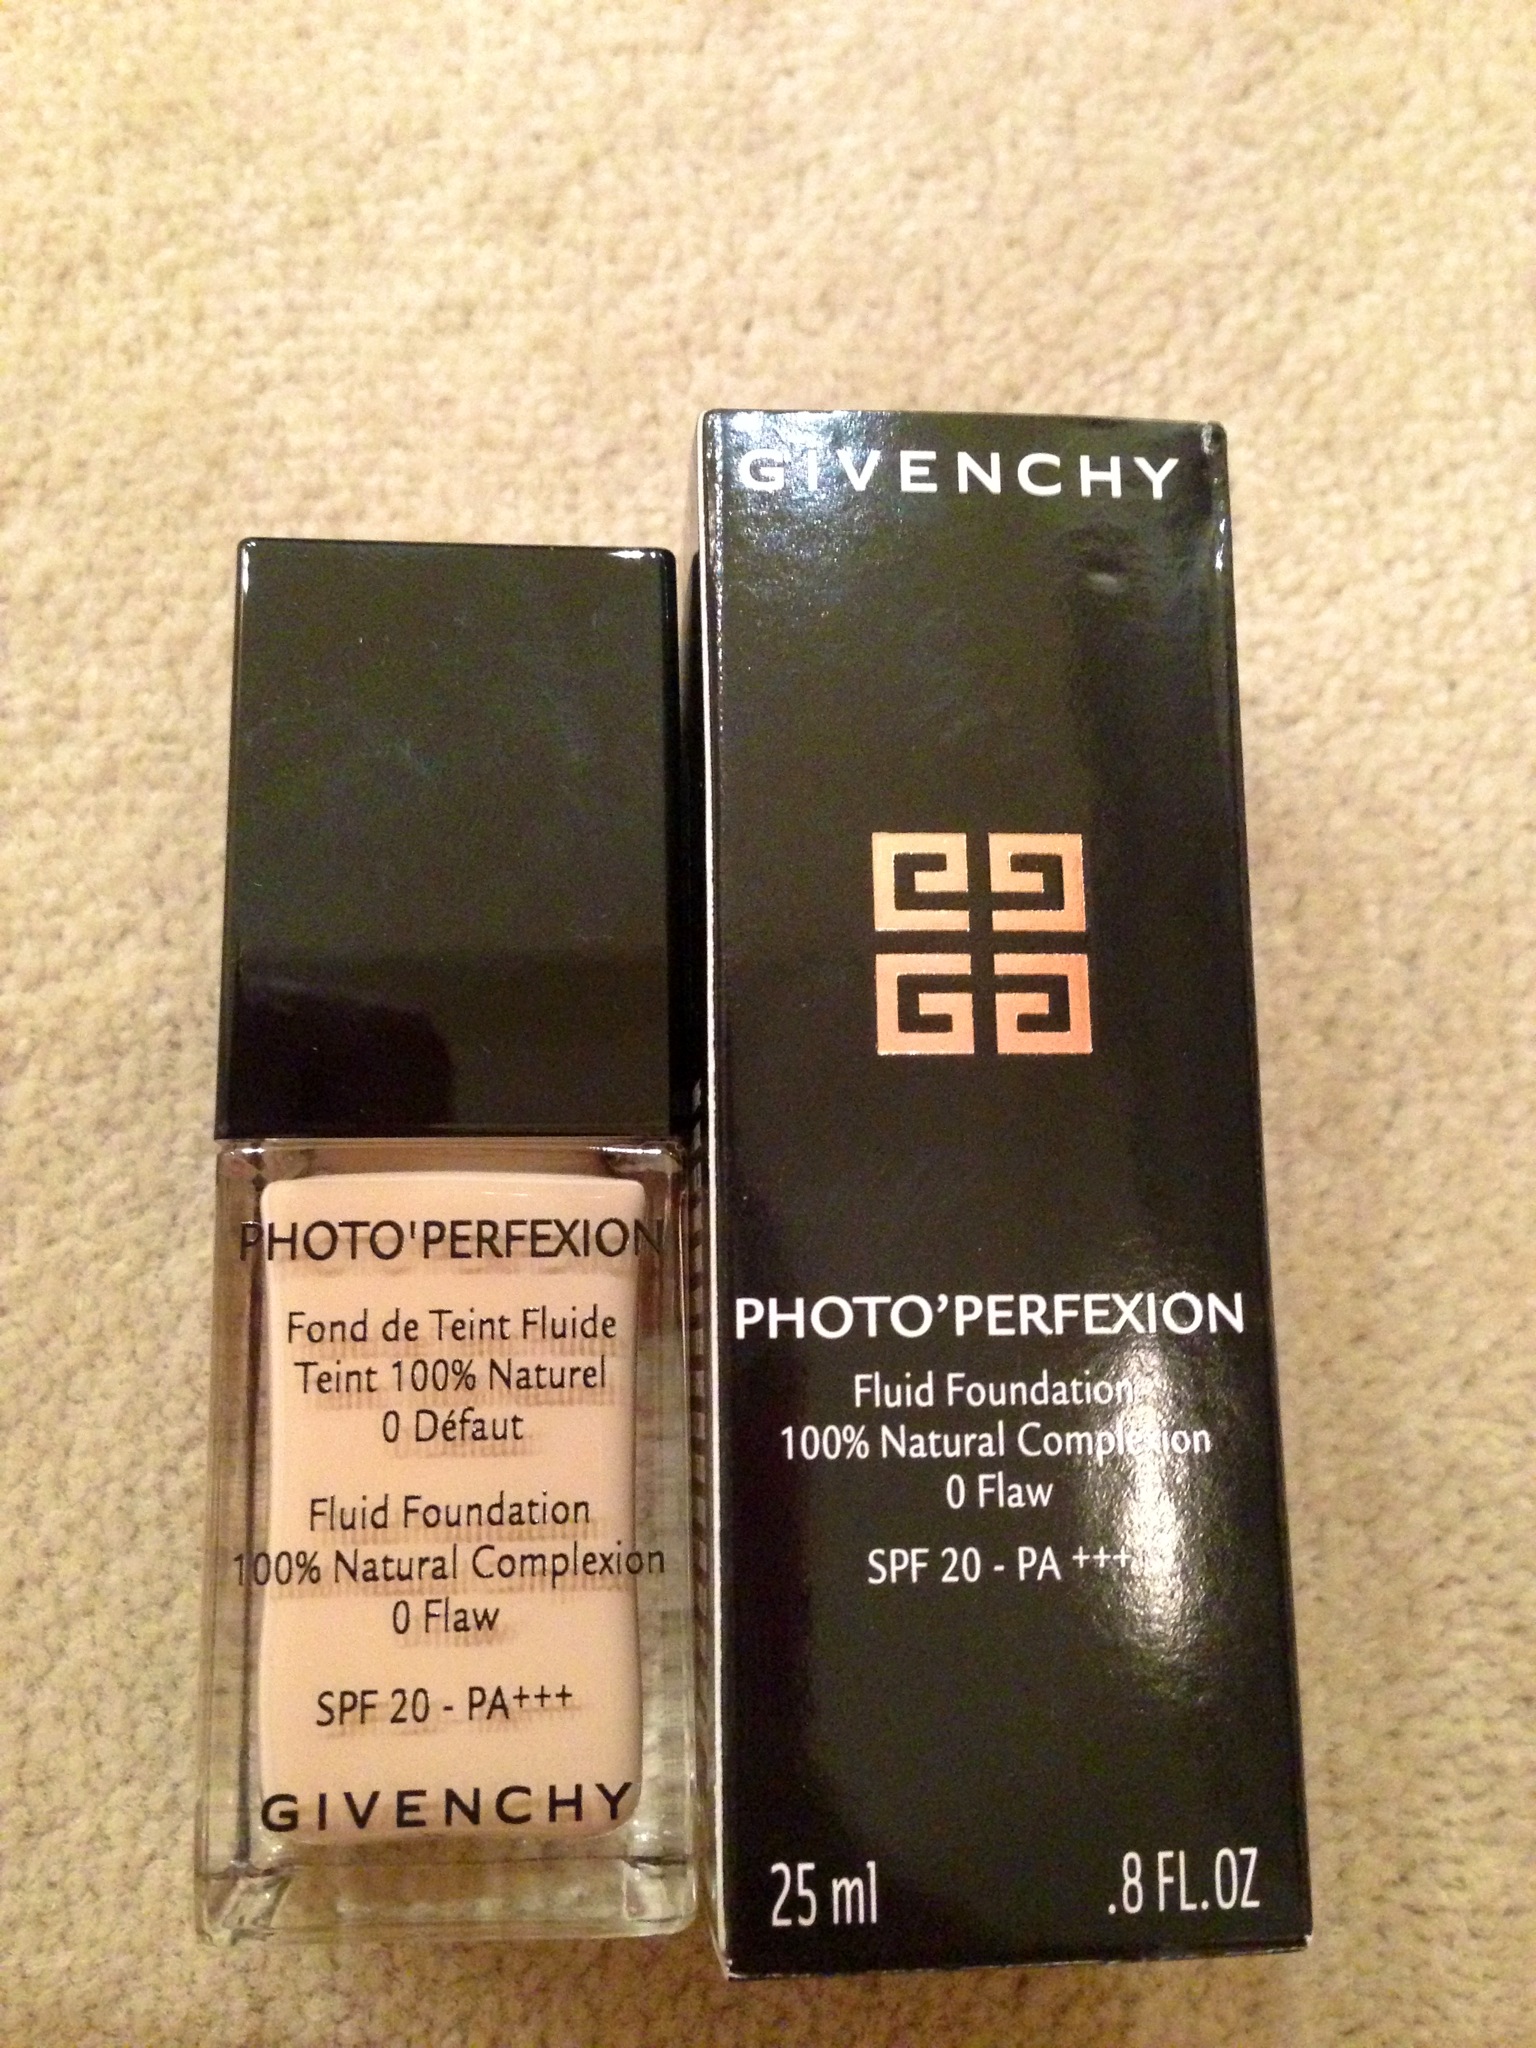 PHOTO'PERFEXION
Fond de Teint Fluide
Teint 100% Naturel
0 Défaut
Fluid Foundation
100% Natural Complexion
0 Flaw
SPF 20 - PA+++
GIVENCHY
GIVENCHY
PHOTO’PERFEXION
Fluid Foundation
100% Natural Complexion
0 Flaw
SPF 20 - PA +++
25 ml .8 FL.OZ